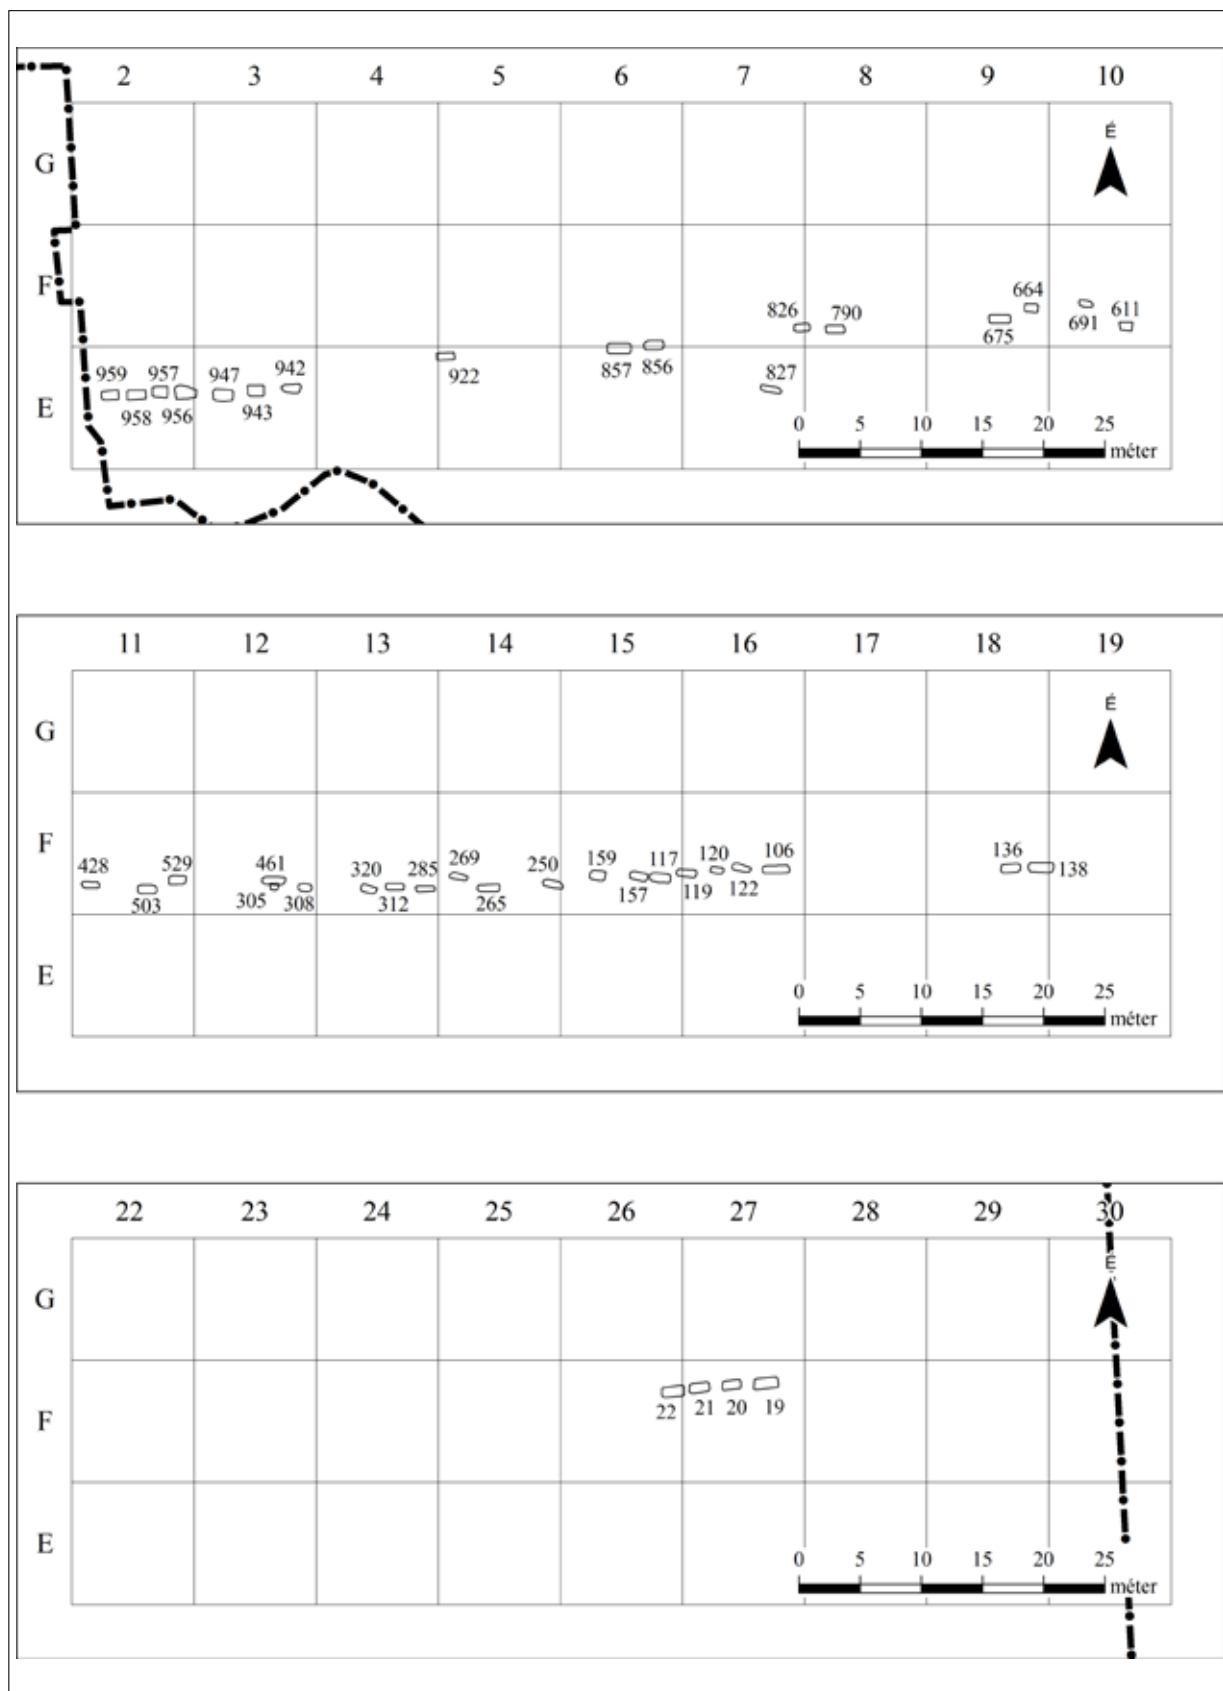 2 3 4 5 6 7 8 9 10
É
G
F
664
826 790 611
675 691
959 957 947 942 922 857 856 827
E
958 956 943
0 5 10 15 20 25
méter
11 12 13 14 15 16 17 18 19
É
G
F
428 529 461 320 285 269 250 159 117 120 106 136
503 305 308 312 265 157 119 122 138
E
0 5 10 15 20 25
méter
22 23 24 25 26 27 28 29 30
É
G
F
22 21 20 19
E
0 5 10 15 20 25
méter